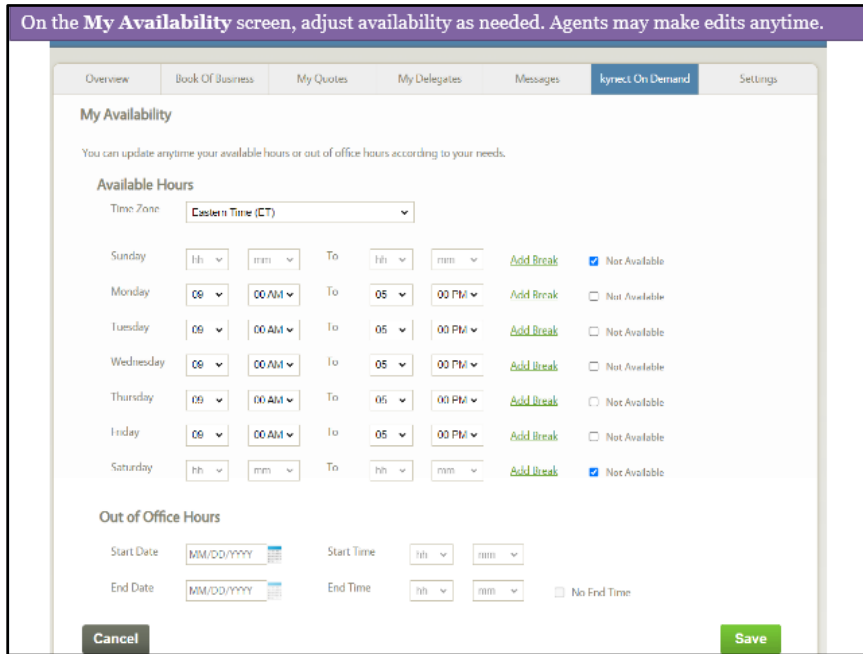 On the My Availability screen, adjust availability as needed. Agents may make edits anytime.
Overview Book Of Business My Quotes My Delegates Messages kynect On Demand Settings
My Availability
You can update anytime your available hours or out of office hours according to your needs.
Available Hours
Time Zone Eastern Time (ET)
Sunday hh mm To hh mm Add Break Not Available
Monday 09 00 AM To 05 00 PM Add Break Not Available
Tuesday 09 00 AM To 05 00 PM Add Break Not Available
Wednesday 09 00 AM To 05 00 PM Add Break Not Available
Thursday 09 00 AM To 05 00 PM Add Break Not Available
Friday 09 00 AM To 05 00 PM Add Break Not Available
Saturday hh mm To hh mm Add Break Not Available
Out of Office Hours
Start Date MM/DD/YYYY Start Time hh mm
End Date MM/DD/YYYY End Time hh mm No End Time
Cancel Save